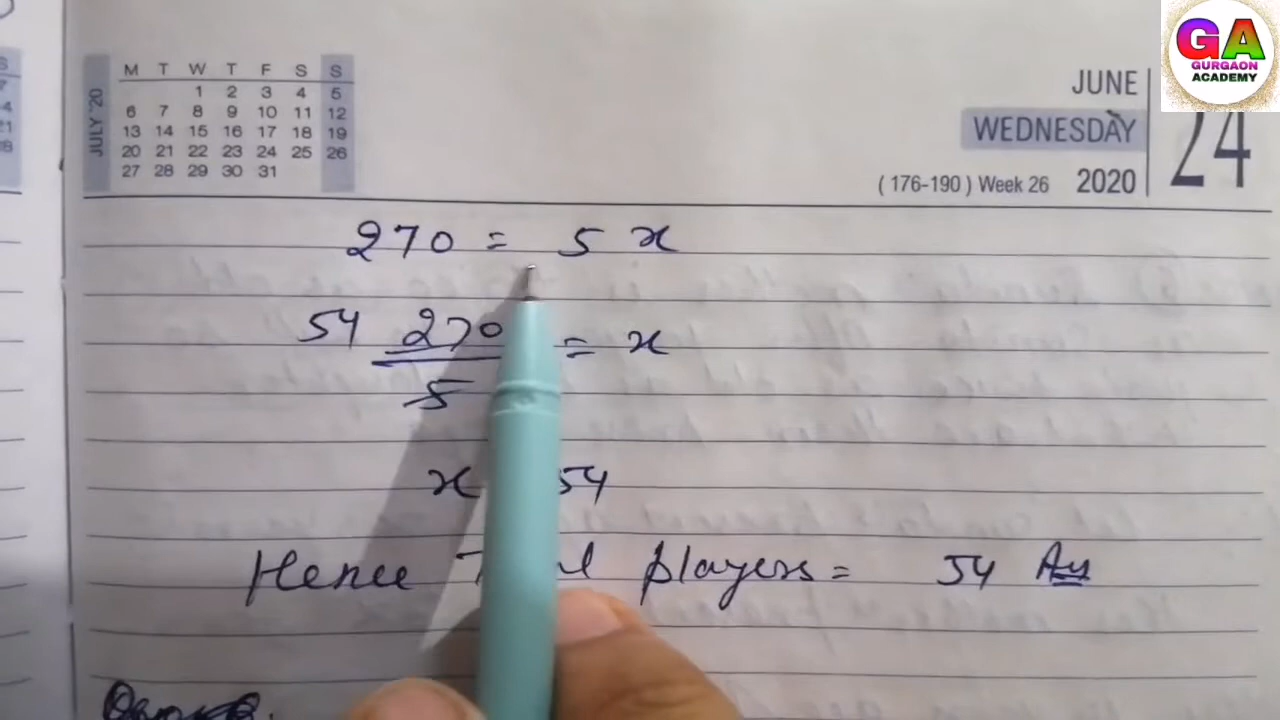 GA
GURGAON
ACADEMY
JULY '20
M T W T F S S
1 2 3 4 5
6 7 8 9 10 11 12
13 14 15 16 17 18 19
20 21 22 23 24 25 26
27 28 29 30 31
JUNE
WEDNESDAY
24
(176-190) Week 26 2020
270 = 5 x
54 270 = x
5
x 54
Hence players = 54 Ans